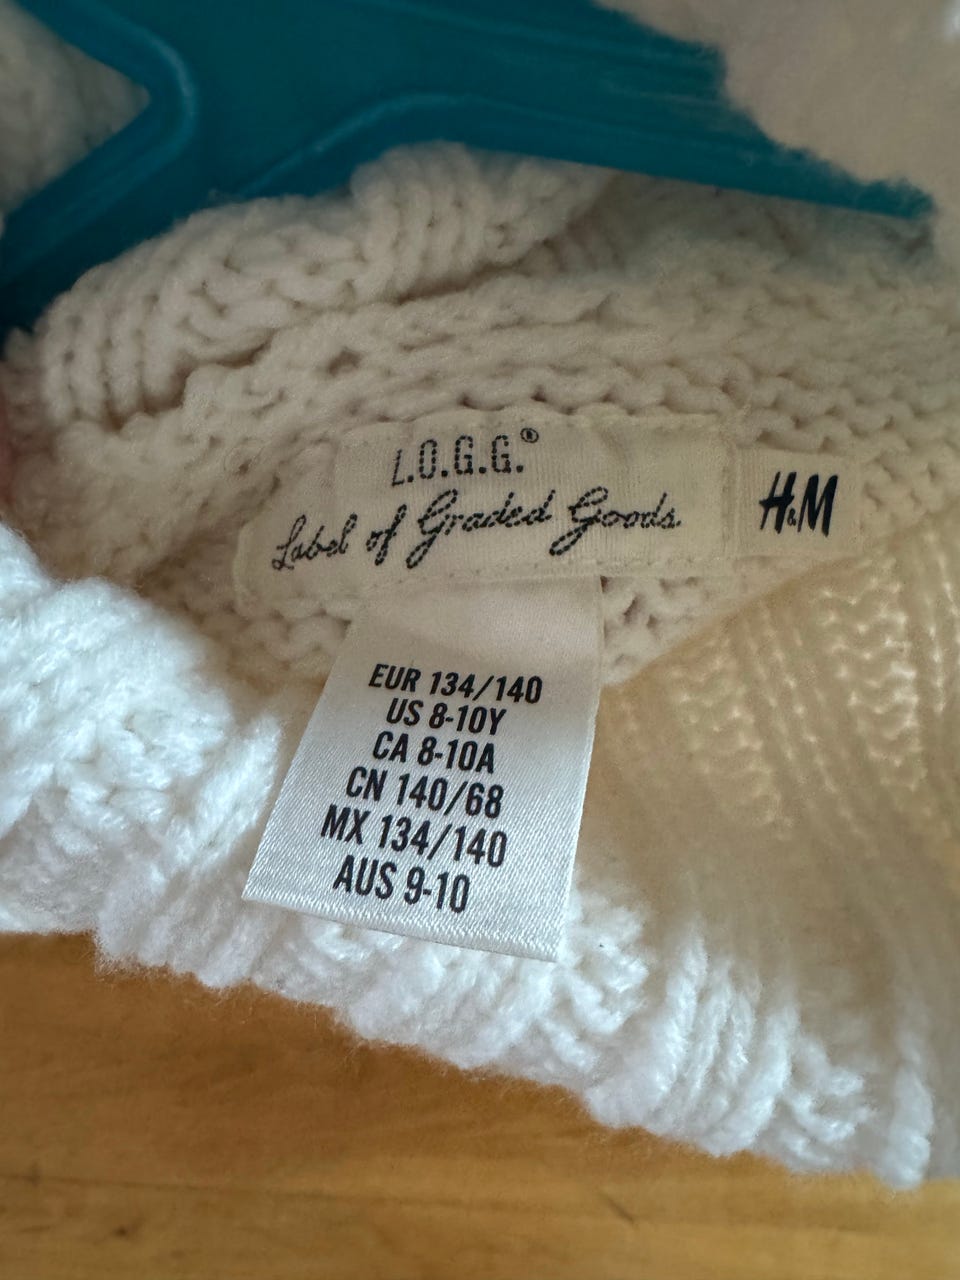 L.O.G.G.®
Label of Graded Goods
H&M
EUR 134/140
US 8-10Y
CA 8-10A
CN 140/68
MX 134/140
AUS 9-10